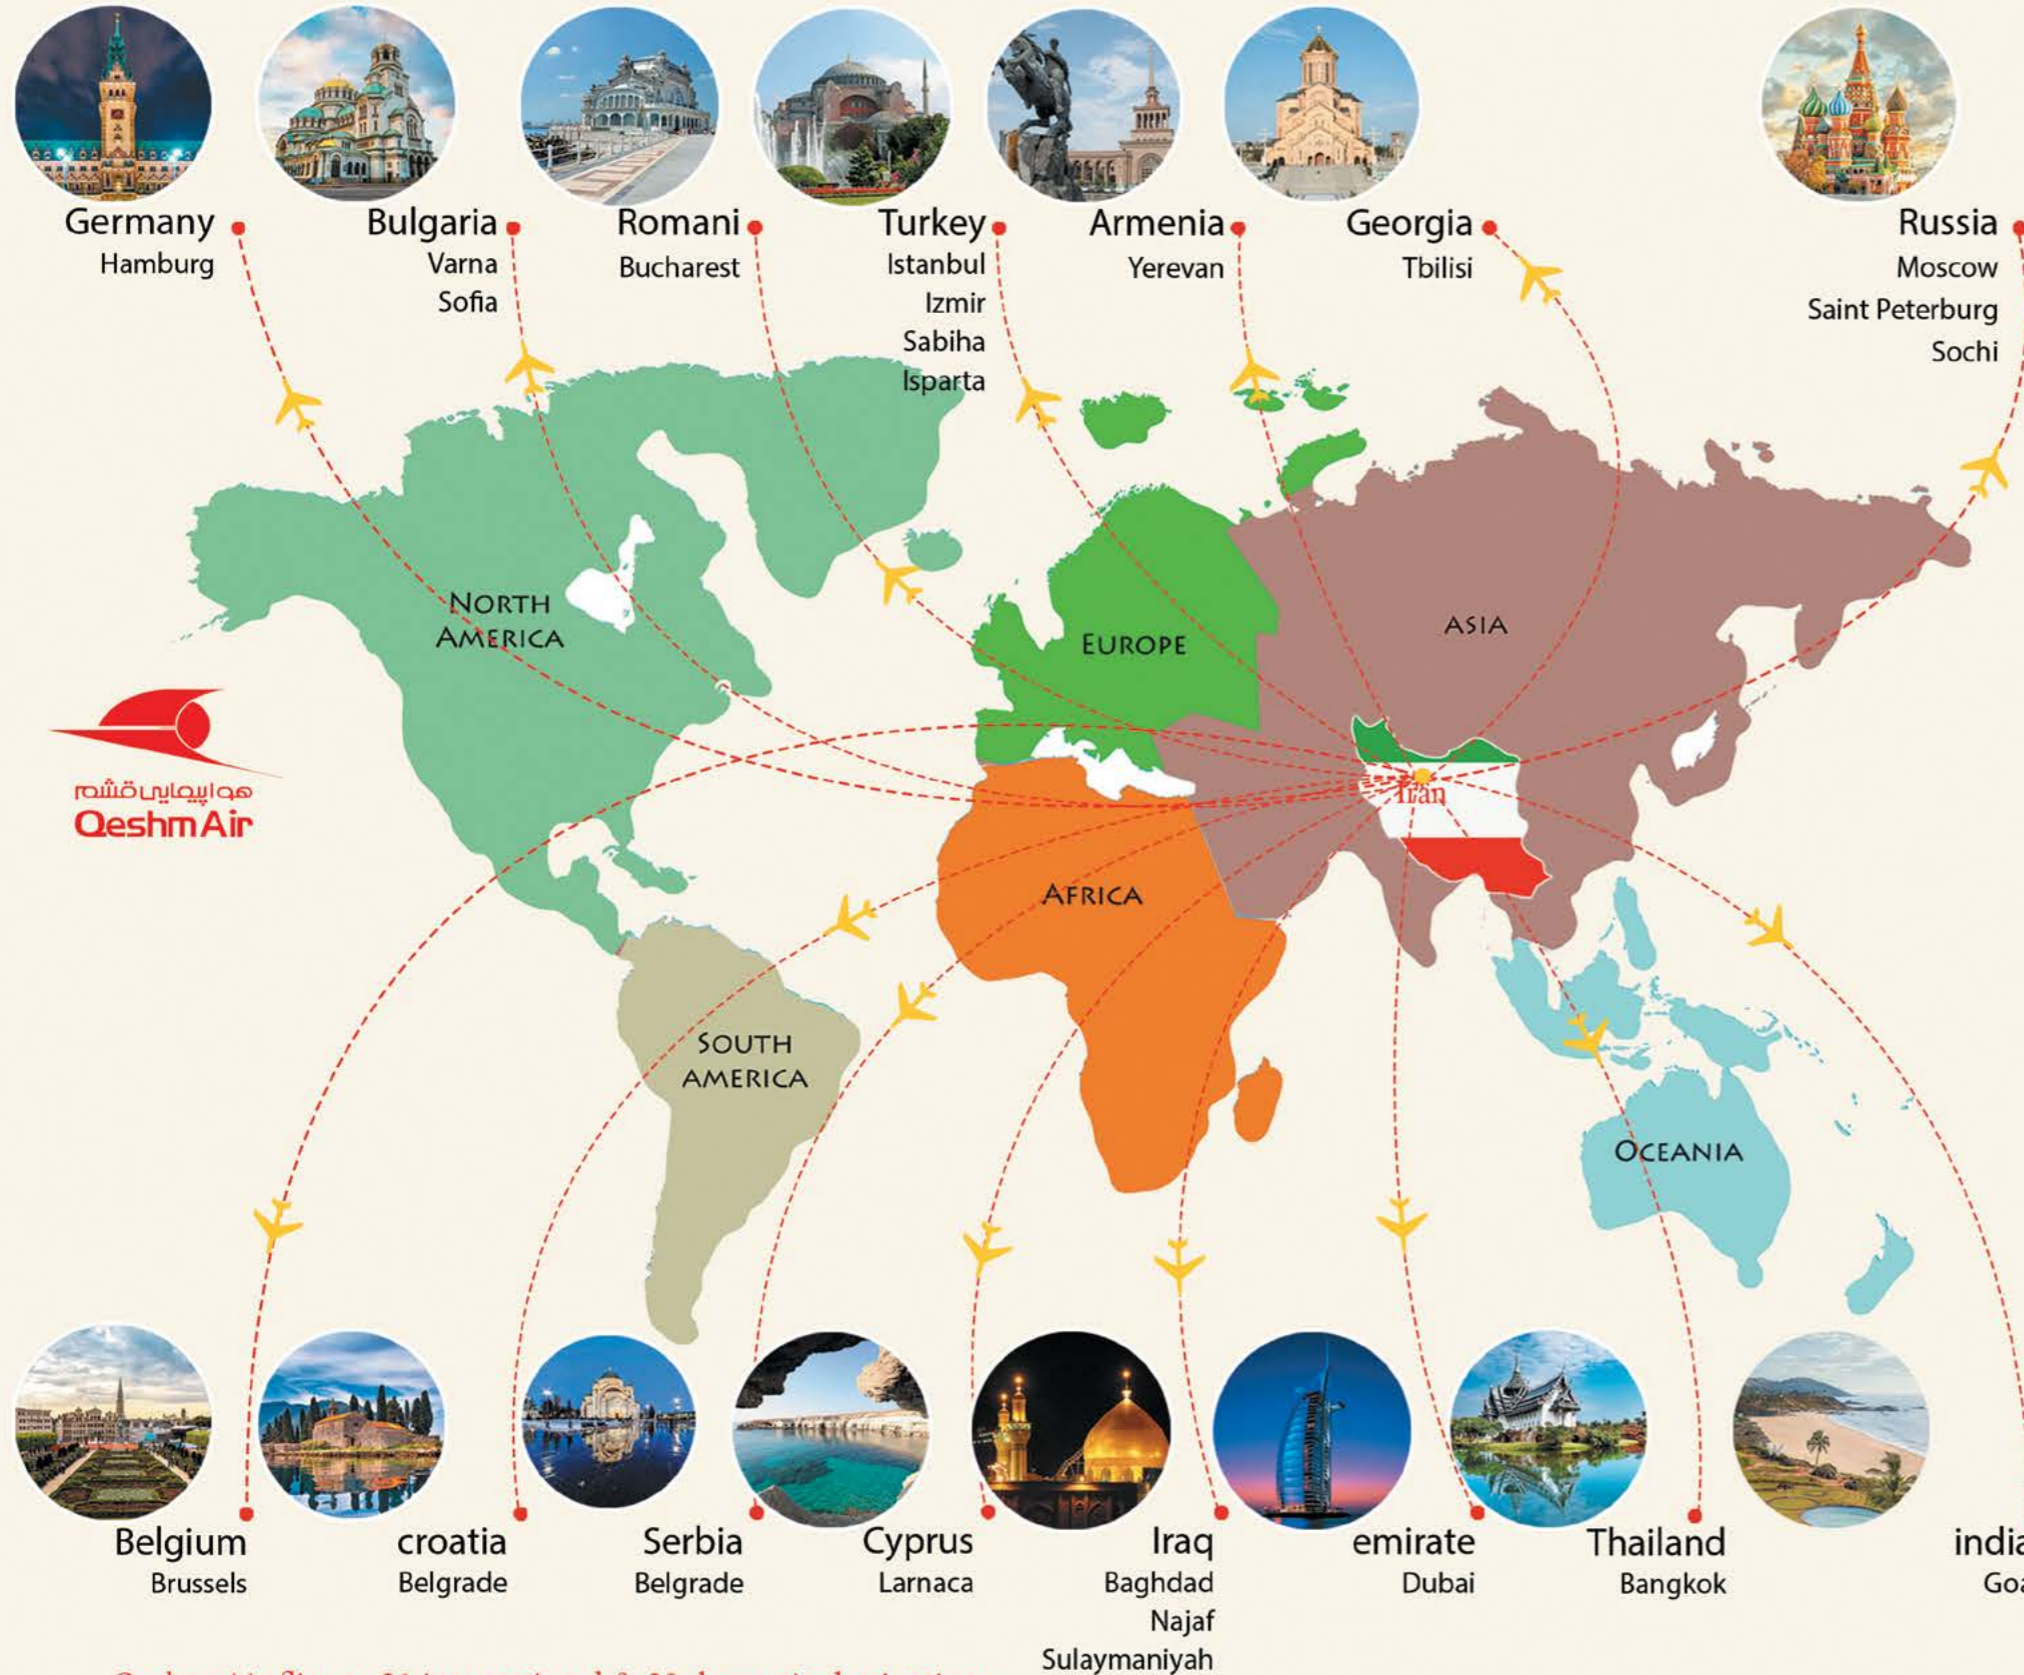 Germany
Hamburg
Bulgaria
Varna
Sofia
Romani
Bucharest
Turkey
Istanbul
Izmir
Sabiha
Isparta
Armenia
Yerevan
Georgia
Tbilisi
Russia
Moscow
Saint Peterburg
Sochi
NORTH
AMERICA
EUROPE
ASIA
Iran
هواپیمایی قشم
QeshmAir
AFRICA
SOUTH
AMERICA
OCEANIA
Belgium
Brussels
croatia
Belgrade
Serbia
Belgrade
Cyprus
Larnaca
Iraq
Baghdad
Najaf
Sulaymaniyah
emirate
Dubai
Thailand
Bangkok
india
Goa